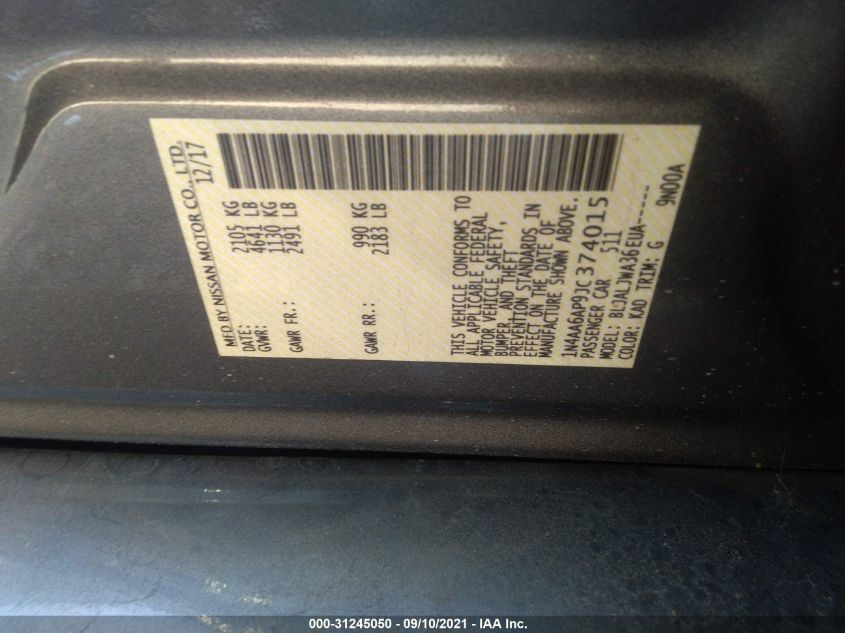 MFD BY NISSAN MOTOR CO., LTD.
DATE: 12/17
GVWR: 2105 KG
4641 LB
GAWR FR.: 1130 KG
2491 LB
GAWR RR.: 990 KG
2183 LB
THIS VEHICLE CONFORMS TO
ALL APPLICABLE FEDERAL
MOTOR VEHICLE SAFETY,
BUMPER, AND THEFT
PREVENTION STANDARDS IN
EFFECT ON THE DATE OF
MANUFACTURE SHOWN ABOVE.
1N4AA6AP9JC374015
PASSENGER CAR 511
MODEL: BLJALJWA36EUA------
COLOR: KAD TRIM: G 9N00A
000-31245050 - 09/10/2021 - IAA Inc.